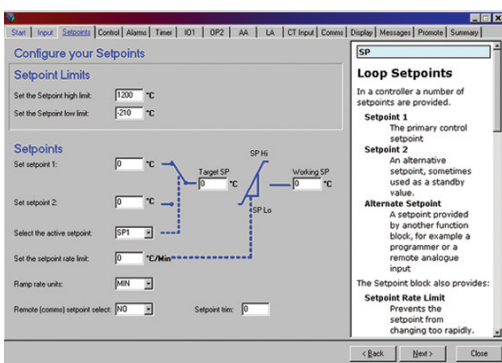 Start Input Setpoints Control Alarms Timer IO1 OP2 AA LA CT Input Comms Display Messages Promote Summary
Configure your Setpoints
Setpoint Limits
Set the Setpoint high limit: 1200 °C
Set the Setpoint low limit: -210 °C
Setpoints
SP Hi
Set setpoint 1: 0 °C
Target SP
0 °C
Working SP
0 °C
Set setpoint 2: 0 °C
SP Lo
Select the active setpoint: SP1
Set the setpoint rate limit: 0 °C/Min
Ramp rate units: MIN
Remote (comms) setpoint select: NO Setpoint trim: 0
SP
Loop Setpoints
In a controller a number of
setpoints are provided.
Setpoint 1
The primary control
setpoint
Setpoint 2
An alternative
setpoint, sometimes
used as a standby
value.
Alternate Setpoint
A setpoint provided
by another function
block, for example a
programmer or a
remote analogue
input
The Setpoint block also provides:
Setpoint Rate Limit
Prevents the
setpoint from
changing too rapidly.
< Back Next > Close